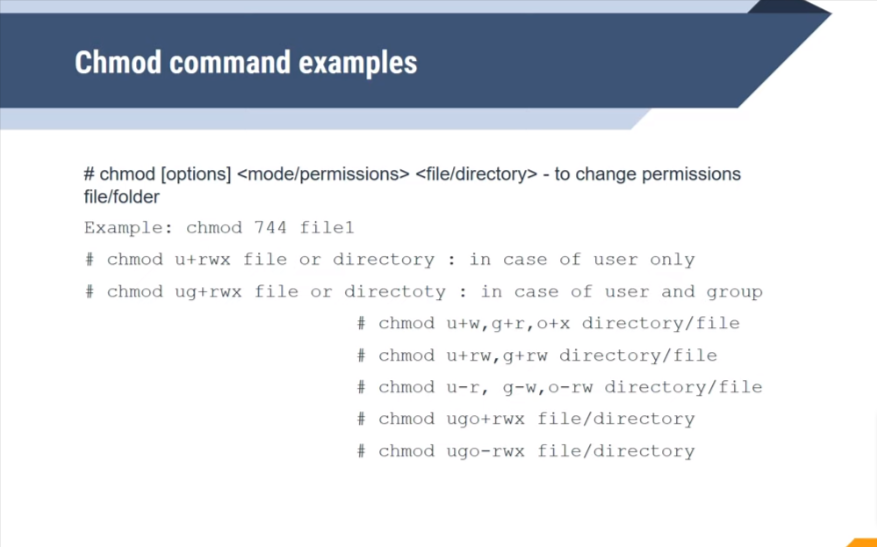 Chmod command examples
# chmod [options] <mode/permissions> <file/directory> - to change permissions
file/folder
Example: chmod 744 file1
# chmod u+rwx file or directory : in case of user only
# chmod ug+rwx file or directoty : in case of user and group
# chmod u+w,g+r,o+x directory/file
# chmod u+rw,g+rw directory/file
# chmod u-r, g-w,o-rw directory/file
# chmod ugo+rwx file/directory
# chmod ugo-rwx file/directory